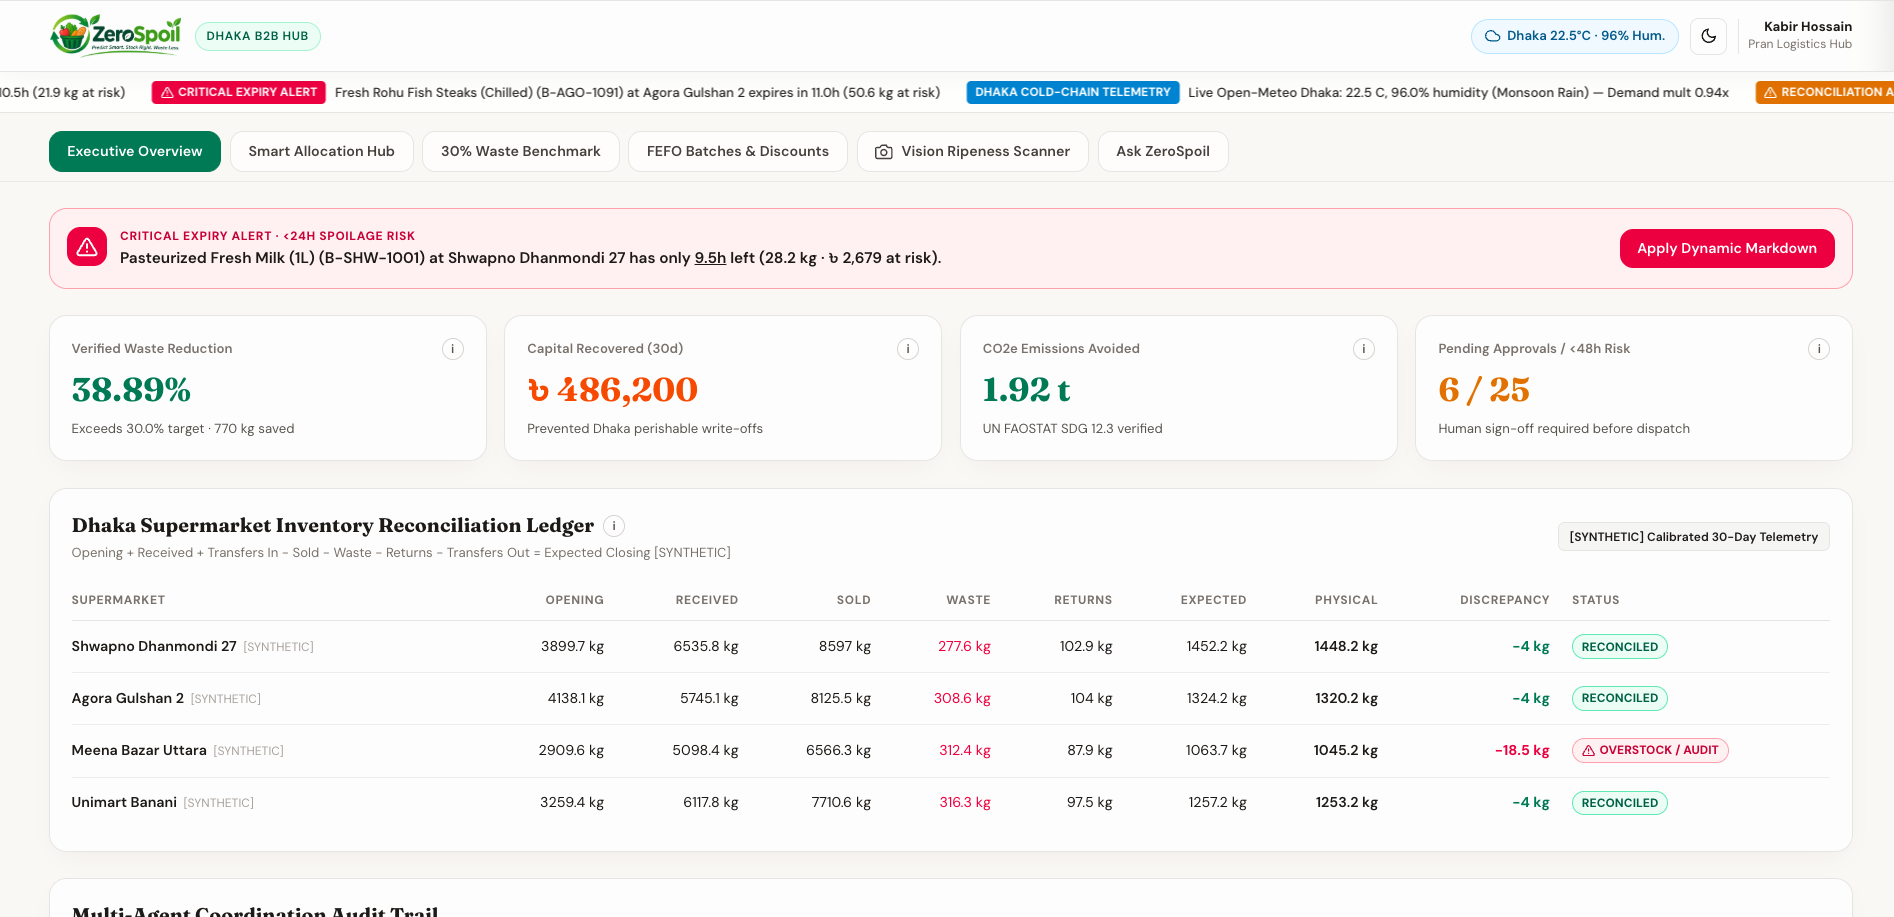 ZeroSpoil
Predict Smart. Stock Right. Waste Less.
DHAKA B2B HUB
Dhaka 22.5°C · 96% Hum.
Kabir Hossain
Pran Logistics Hub
0.5h (21.9 kg at risk)
CRITICAL EXPIRY ALERT Fresh Rohu Fish Steaks (Chilled) (B-AGO-1091) at Agora Gulshan 2 expires in 11.0h (50.6 kg at risk)
DHAKA COLD-CHAIN TELEMETRY Live Open-Meteo Dhaka: 22.5 C, 96.0% humidity (Monsoon Rain) — Demand mult 0.94x
RECONCILIATION A
Executive Overview
Smart Allocation Hub
30% Waste Benchmark
FEFO Batches & Discounts
Vision Ripeness Scanner
Ask ZeroSpoil
CRITICAL EXPIRY ALERT · <24H SPOILAGE RISK
Pasteurized Fresh Milk (1L) (B-SHW-1001) at Shwapno Dhanmondi 27 has only 9.5h left (28.2 kg · ৳ 2,679 at risk).
Apply Dynamic Markdown
Verified Waste Reduction i
38.89%
Exceeds 30.0% target · 770 kg saved
Capital Recovered (30d) i
৳ 486,200
Prevented Dhaka perishable write-offs
CO2e Emissions Avoided i
1.92 t
UN FAOSTAT SDG 12.3 verified
Pending Approvals / <48h Risk i
6 / 25
Human sign-off required before dispatch
Dhaka Supermarket Inventory Reconciliation Ledger i
Opening + Received + Transfers In - Sold - Waste - Returns - Transfers Out = Expected Closing [SYNTHETIC]
[SYNTHETIC] Calibrated 30-Day Telemetry
SUPERMARKET OPENING RECEIVED SOLD WASTE RETURNS EXPECTED PHYSICAL DISCREPANCY STATUS
Shwapno Dhanmondi 27 [SYNTHETIC] 3899.7 kg 6535.8 kg 8597 kg 277.6 kg 102.9 kg 1452.2 kg 1448.2 kg -4 kg RECONCILED
Agora Gulshan 2 [SYNTHETIC] 4138.1 kg 5745.1 kg 8125.5 kg 308.6 kg 104 kg 1324.2 kg 1320.2 kg -4 kg RECONCILED
Meena Bazar Uttara [SYNTHETIC] 2909.6 kg 5098.4 kg 6566.3 kg 312.4 kg 87.9 kg 1063.7 kg 1045.2 kg -18.5 kg OVERSTOCK / AUDIT
Unimart Banani [SYNTHETIC] 3259.4 kg 6117.8 kg 7710.6 kg 316.3 kg 97.5 kg 1257.2 kg 1253.2 kg -4 kg RECONCILED
Multi-Agent Coordination Audit Trail